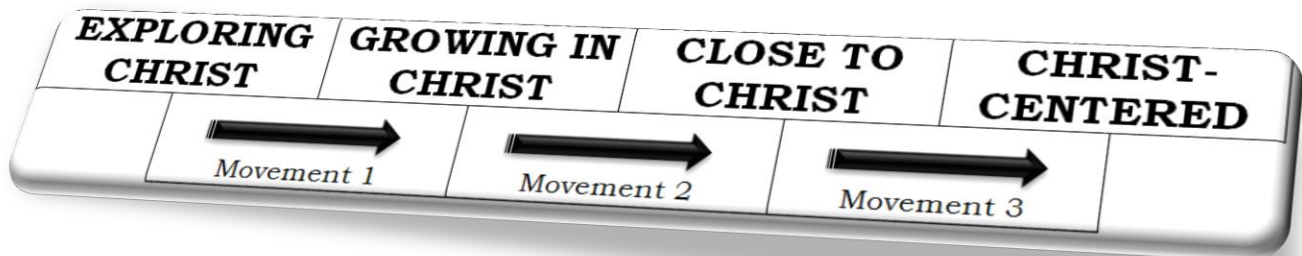 EXPLORING
CHRIST
GROWING IN
CHRIST
CLOSE TO
CHRIST
CHRIST-
CENTERED
Movement 1
Movement 2
Movement 3